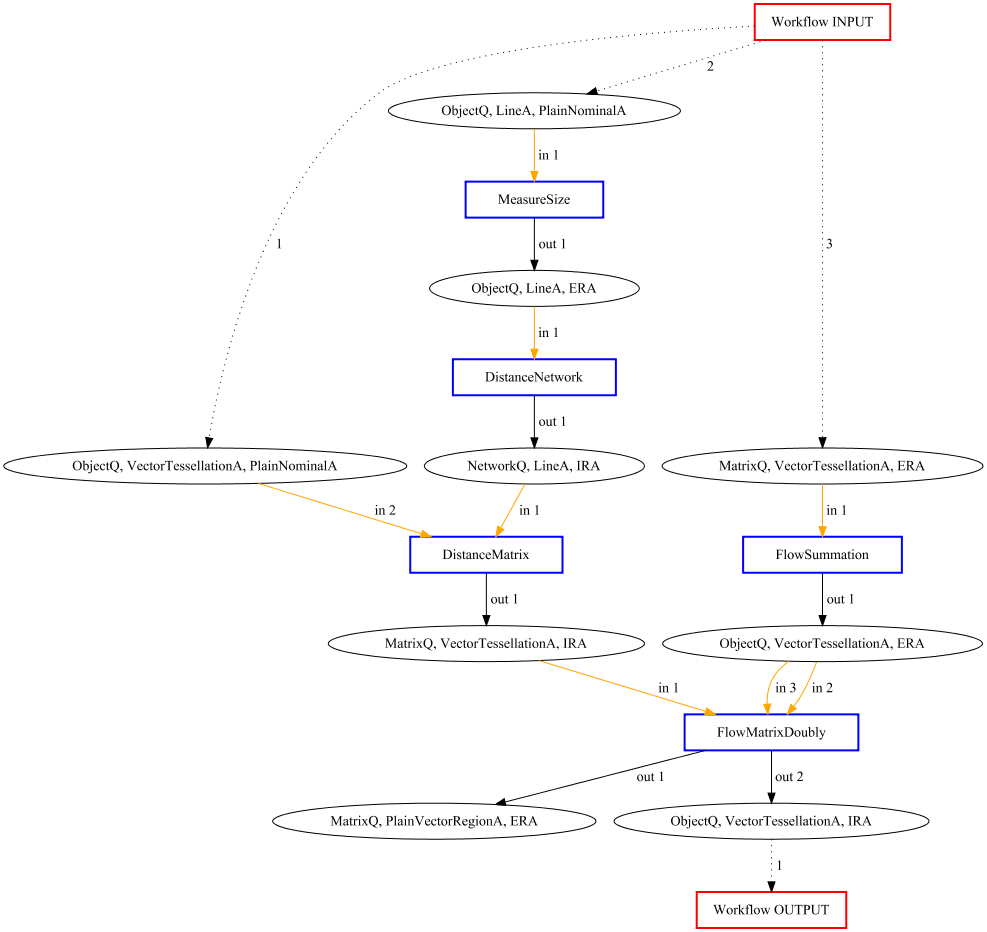 Workflow INPUT
2
ObjectQ, LineA, PlainNominalA
in 1
MeasureSize
1
out 1
3
ObjectQ, LineA, ERA
in 1
DistanceNetwork
out 1
ObjectQ, VectorTessellationA, PlainNominalA
NetworkQ, LineA, IRA
MatrixQ, VectorTessellationA, ERA
in 2
in 1
in 1
DistanceMatrix
FlowSummation
out 1
out 1
MatrixQ, VectorTessellationA, IRA
ObjectQ, VectorTessellationA, ERA
in 1
in 3
in 2
FlowMatrixDoubly
out 1
out 2
MatrixQ, PlainVectorRegionA, ERA
ObjectQ, VectorTessellationA, IRA
1
Workflow OUTPUT